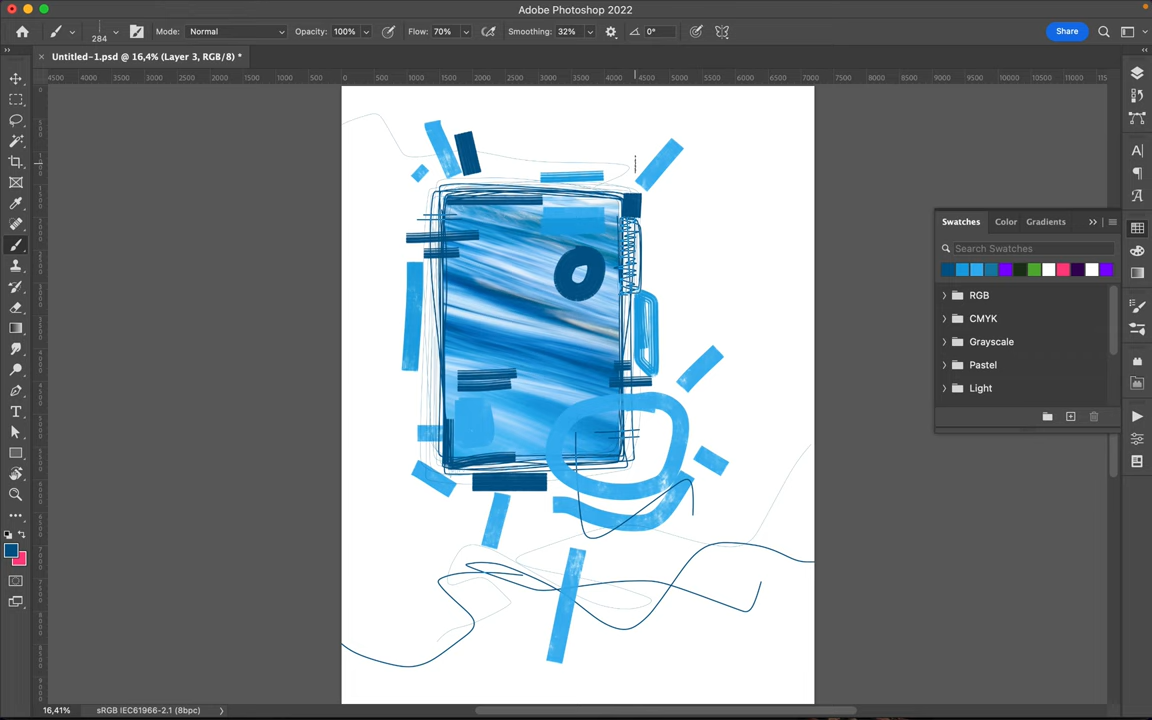 Adobe Photoshop 2022
284
Mode: Normal
Opacity: 100%
Flow: 70%
Smoothing: 32%
0°
Share
Untitled-1.psd @ 16,4% (Layer 3, RGB/8) *
4500 4000 3500 3000 2500 2000 1500 1000 500 0 500 1000 1500 2000 2500 3000 3500 4000 4500 5000 5500 6000 6500 7000 7500 8000 8500 9000 9500 10000 10500 11000 115
Swatches
Color
Gradients
Search Swatches
RGB
CMYK
Grayscale
Pastel
Light
16,41%
sRGB IEC61966-2.1 (8bpc)